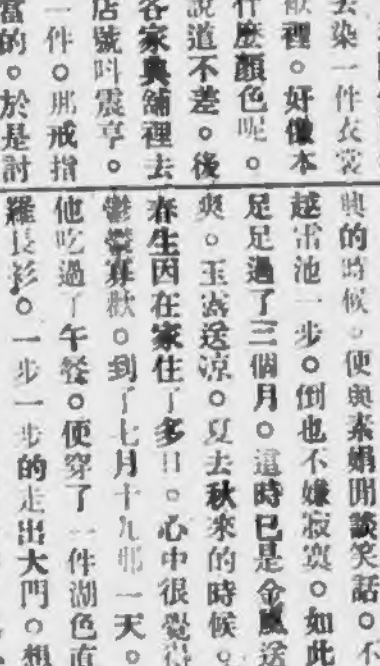 去染一件衣裳
裡。好像本
什麼顏色呢。
說道不差。後
客家典舖裡去
店號呌震亨。
一件。那戒指
當的。於是討
興的時候。便與素娟閒談笑話。不
越雷池一步。倒也不嫌寂寞。如此
足足過了三個月。這時已是金風送
爽。玉露送涼。夏去秋來的時候。
春生因在家住了多日。心中很覺得
鬱鬱寡歡。到了七月十九那一天。
他吃過了午餐。便穿了一件湖色直
羅長衫。一步一步的走出大門。想